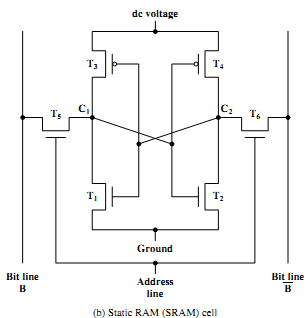 dc voltage
T3 T4
T5 C1 C2 T6
T1 T2
Ground
Bit line
B
Address
line
Bit line
B̅
(b) Static RAM (SRAM) cell